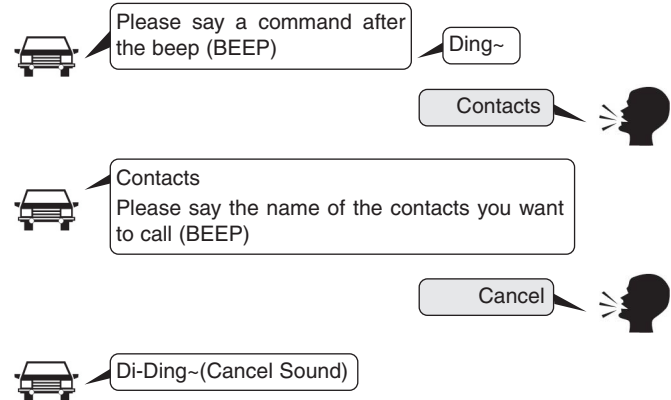 Please say a command after
the beep (BEEP)
Ding~
Contacts
Contacts
Please say the name of the contacts you want
to call (BEEP)
Cancel
Di-Ding~(Cancel Sound)